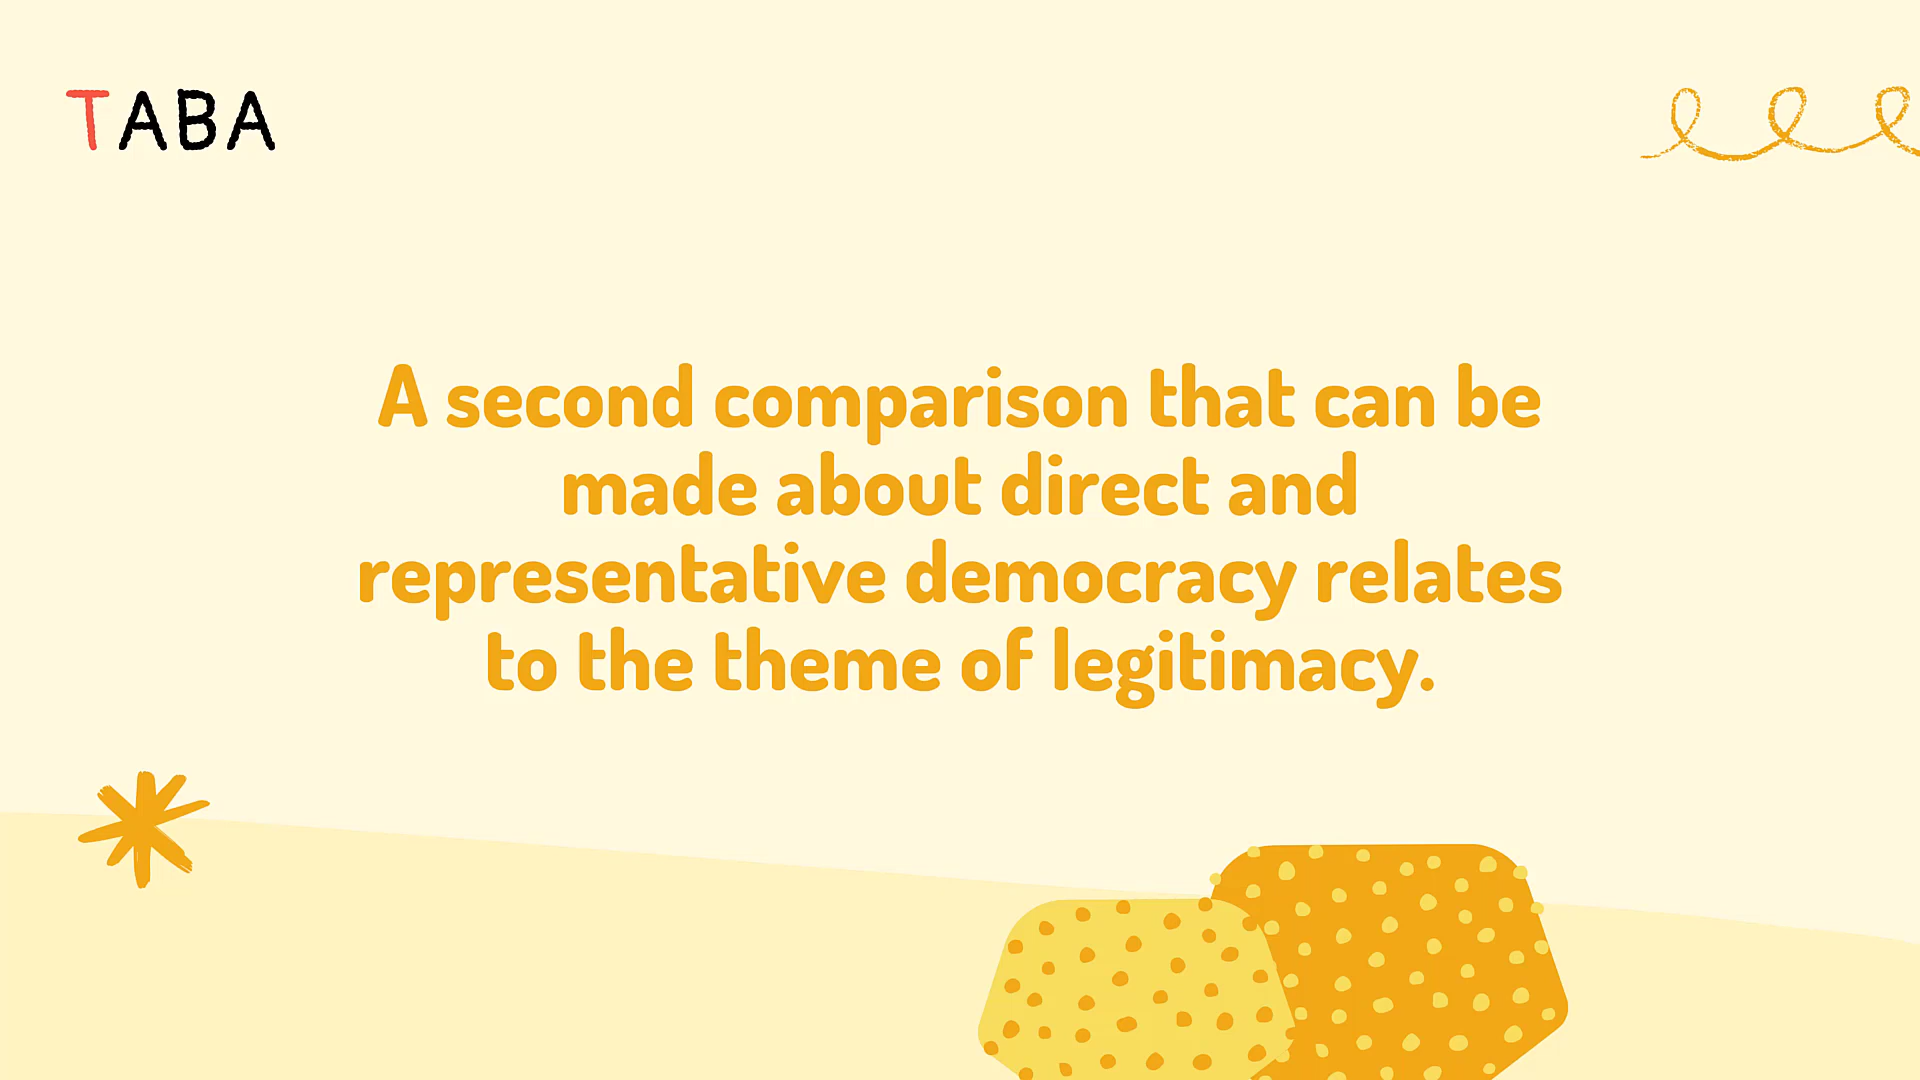 TABA
A second comparison that can be
made about direct and
representative democracy relates
to the theme of legitimacy.